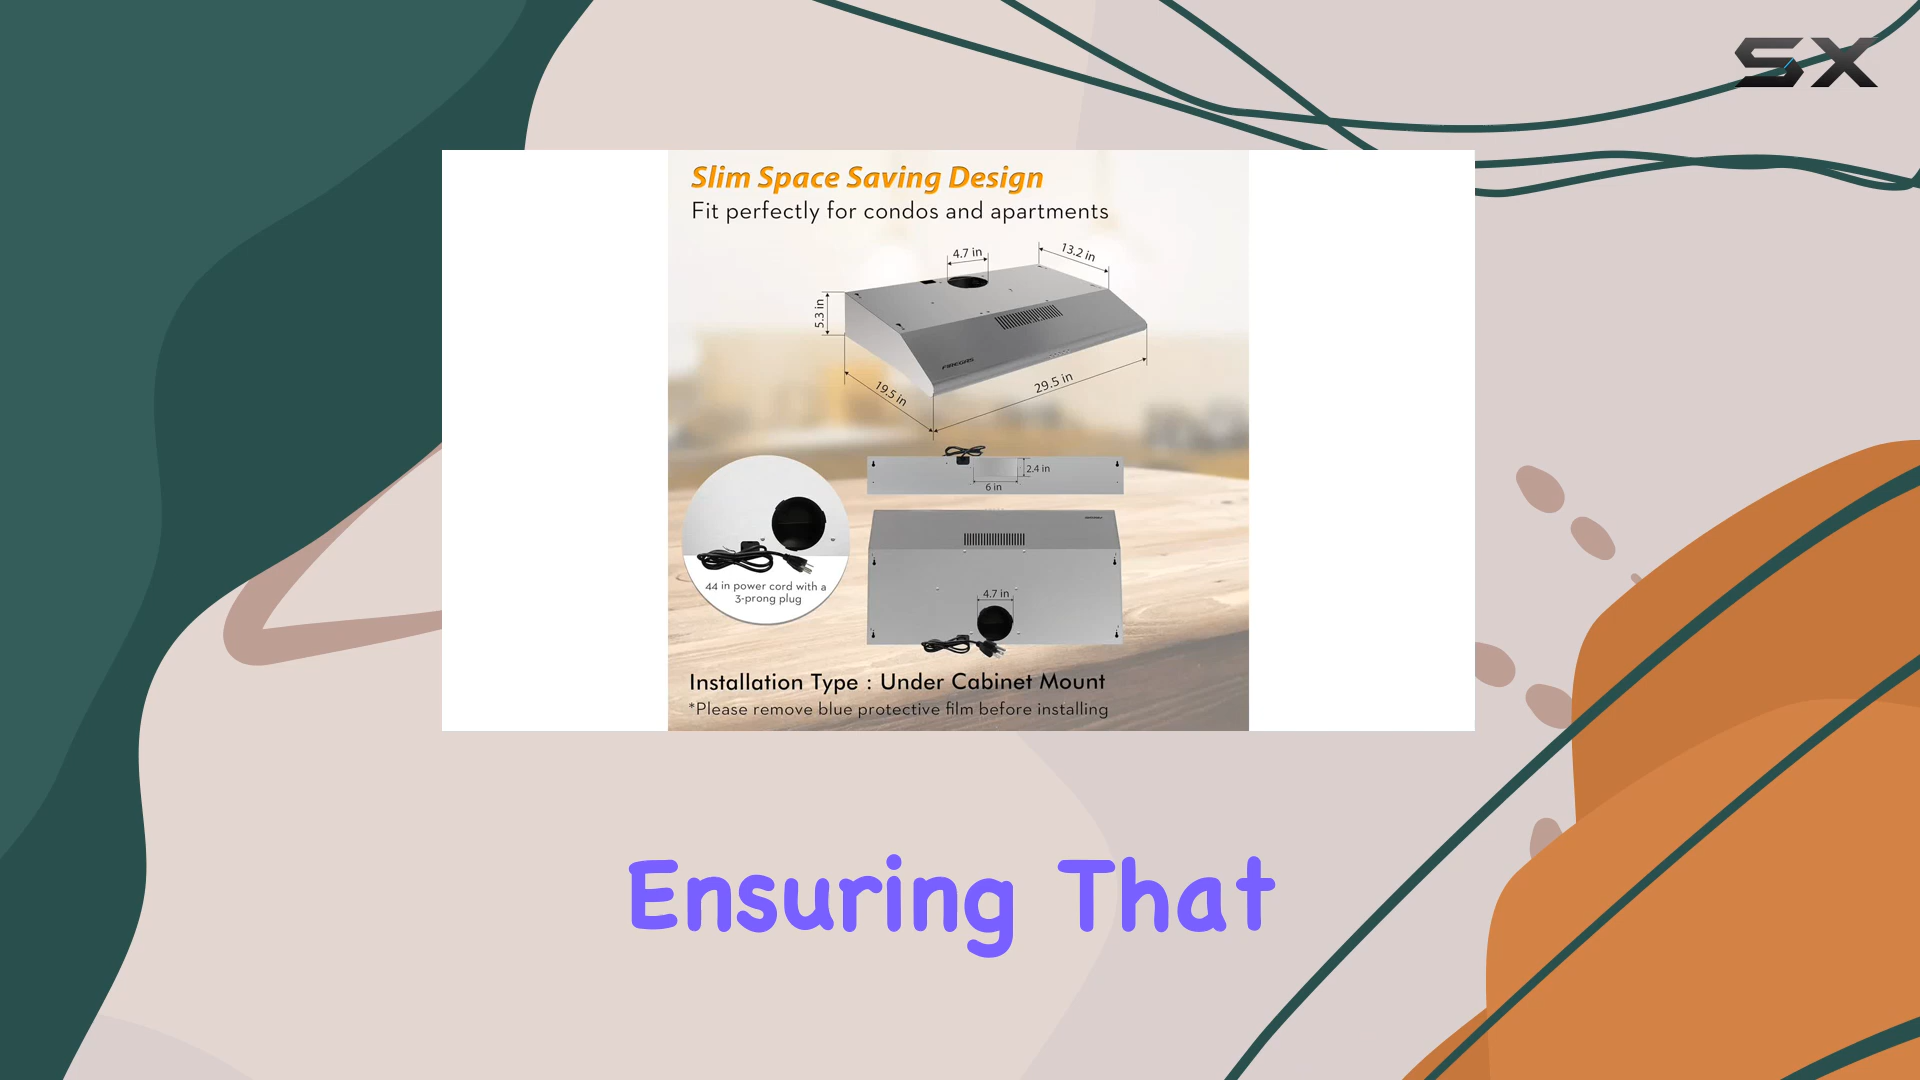 SX
Slim Space Saving Design
Fit perfectly for condos and apartments
4.7 in
13.2 in
5.3 in
FIREGAS
19.5 in
29.5 in
2.4 in
6 in
44 in power cord with a
3-prong plug
4.7 in
Installation Type : Under Cabinet Mount
*Please remove blue protective film before installing
Ensuring That